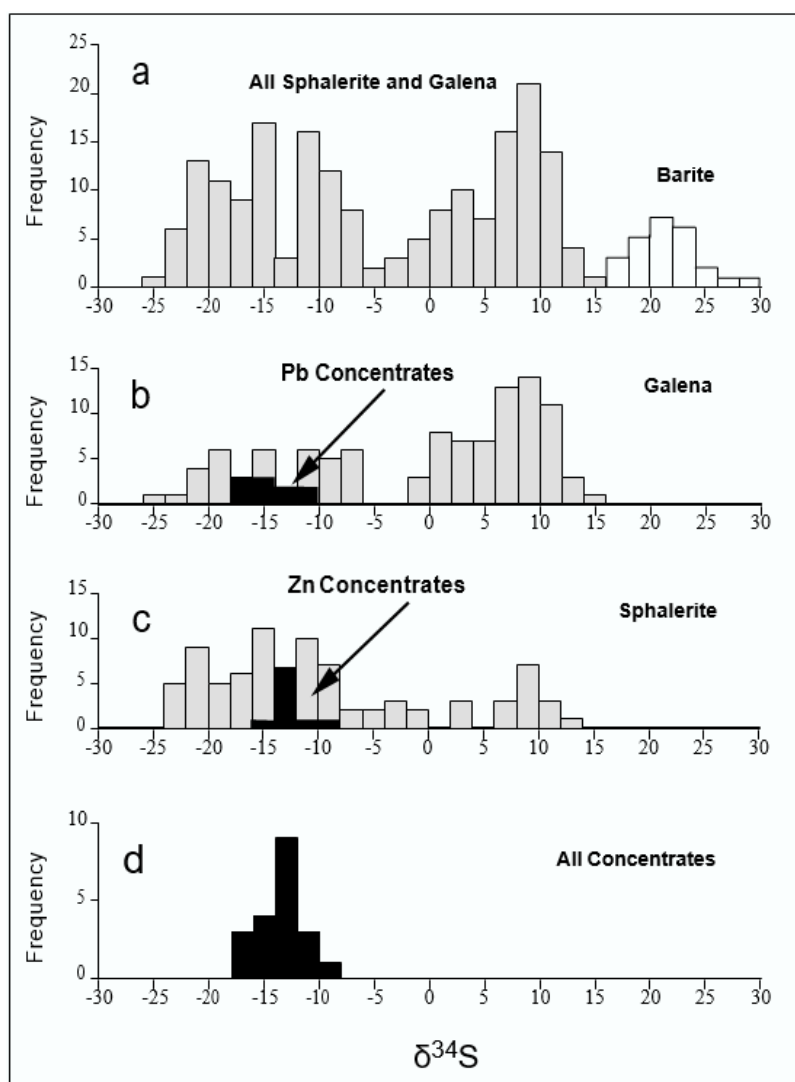 25
a
All Sphalerite and Galena
20
15
Frequency
Barite
10
5
0
-30 -25 -20 -15 -10 -5 0 5 10 15 20 25 30
15
b
Pb Concentrates
Galena
10
Frequency
5
0
-30 -25 -20 -15 -10 -5 0 5 10 15 20 25 30
15
c
Zn Concentrates
Sphalerite
10
Frequency
5
0
-30 -25 -20 -15 -10 -5 0 5 10 15 20 25 30
10
d
All Concentrates
Frequency
5
0
-30 -25 -20 -15 -10 -5 0 5 10 15 20 25 30
δ³⁴S